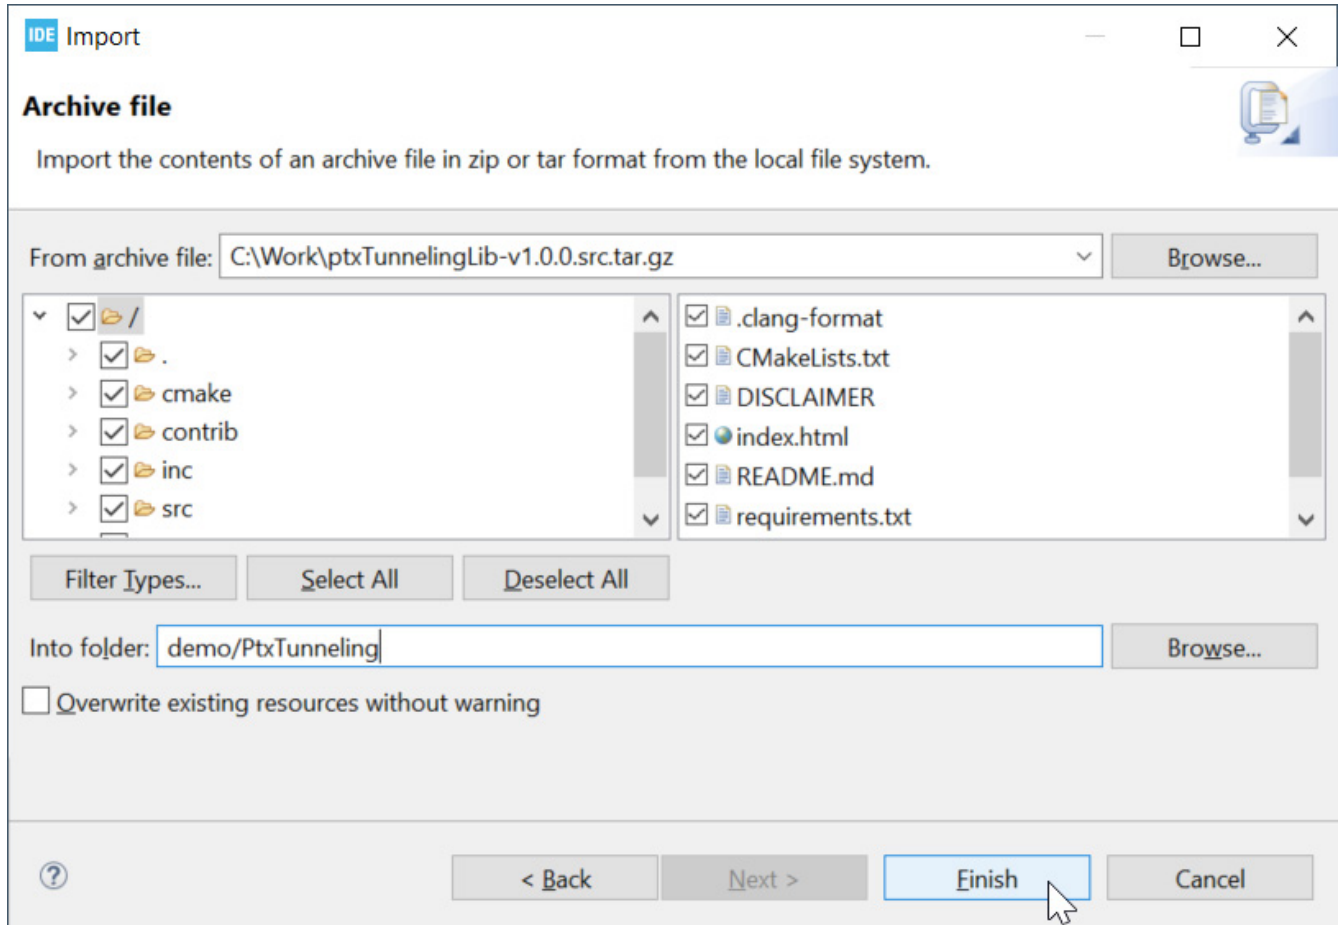 IDE Import
Archive file
Import the contents of an archive file in zip or tar format from the local file system.
From archive file: C:\Work\ptxTunnelingLib-v1.0.0.src.tar.gz Browse...
/
.
cmake
contrib
inc
src
.clang-format
CMakeLists.txt
DISCLAIMER
index.html
README.md
requirements.txt
Filter Types... Select All Deselect All
Into folder: demo/PtxTunneling Browse...
Overwrite existing resources without warning
? < Back Next > Finish Cancel